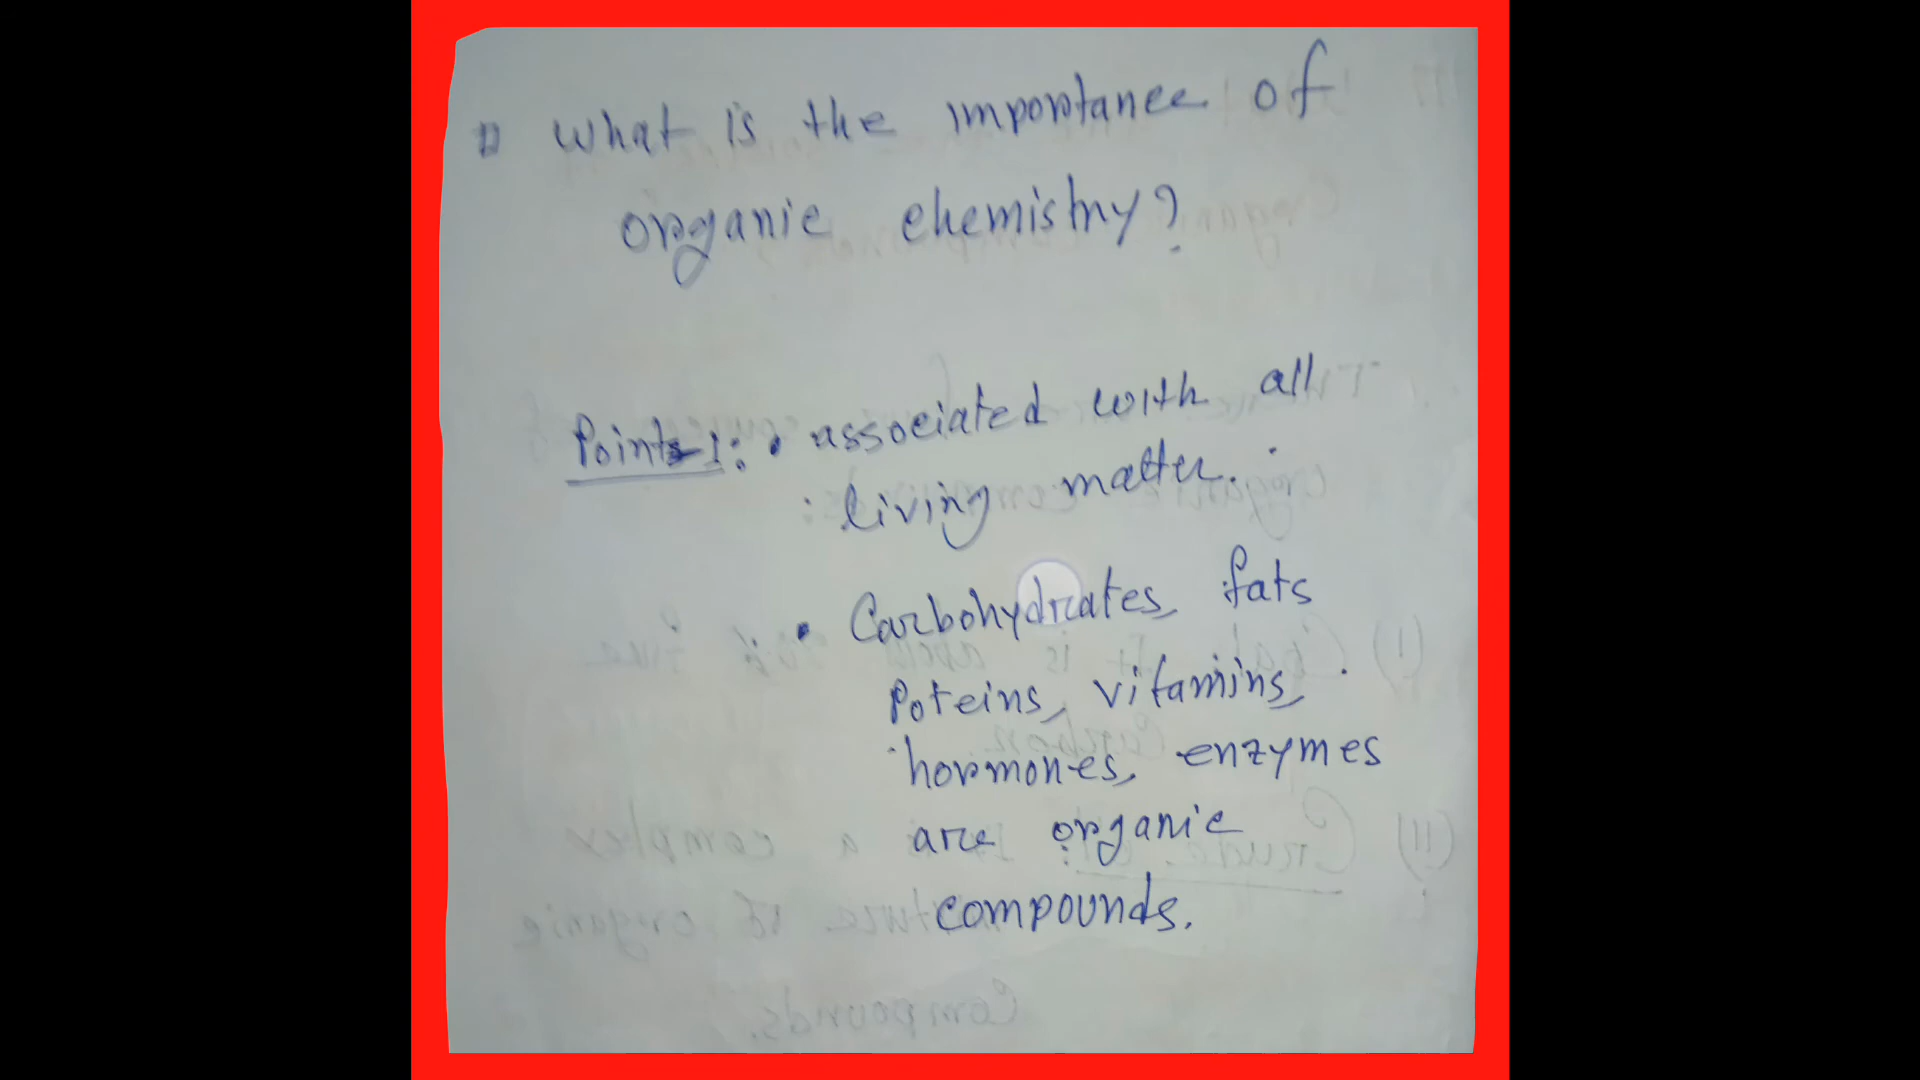 What is the importance of
organic chemistry?
Points-1: • associated with all
living matter.
• Carbohydrates, fats
Poteins, vitamins,
hormones, enzymes
are organic
compounds.